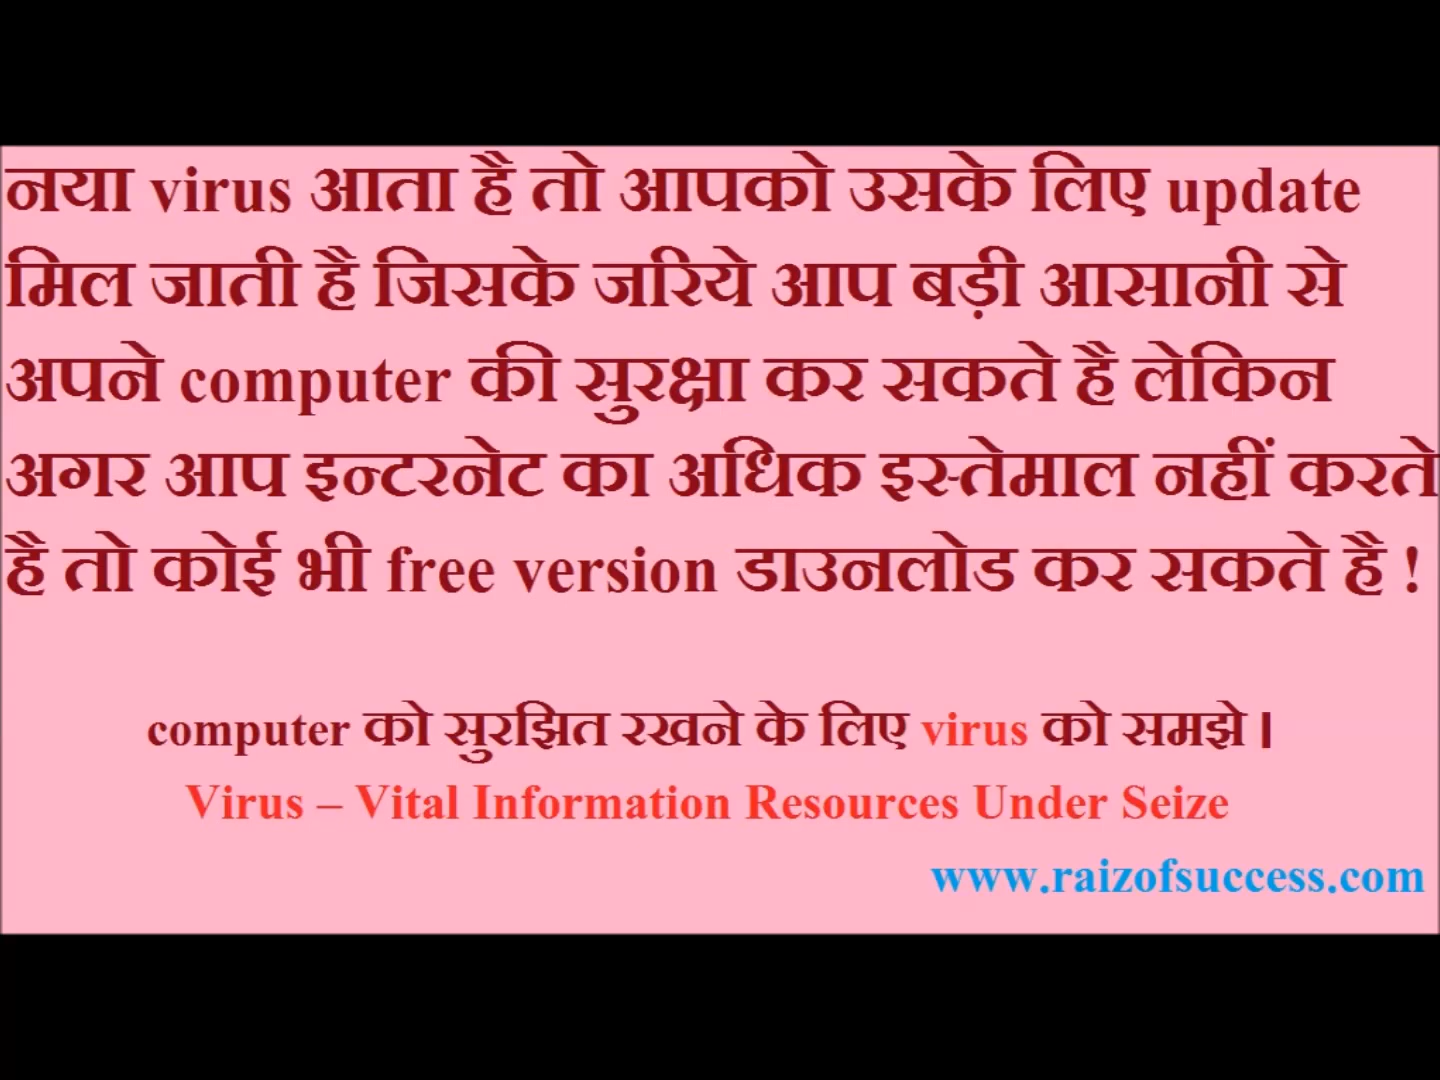 नया virus आता है तो आपको उसके लिए update
मिल जाती है जिसके जरिये आप बड़ी आसानी से
अपने computer की सुरक्षा कर सकते है लेकिन
अगर आप इन्टरनेट का अधिक इस्तेमाल नहीं करते
है तो कोई भी free version डाउनलोड कर सकते है !
computer को सुरझित रखने के लिए virus को समझे।
Virus – Vital Information Resources Under Seize
www.raizofsuccess.com